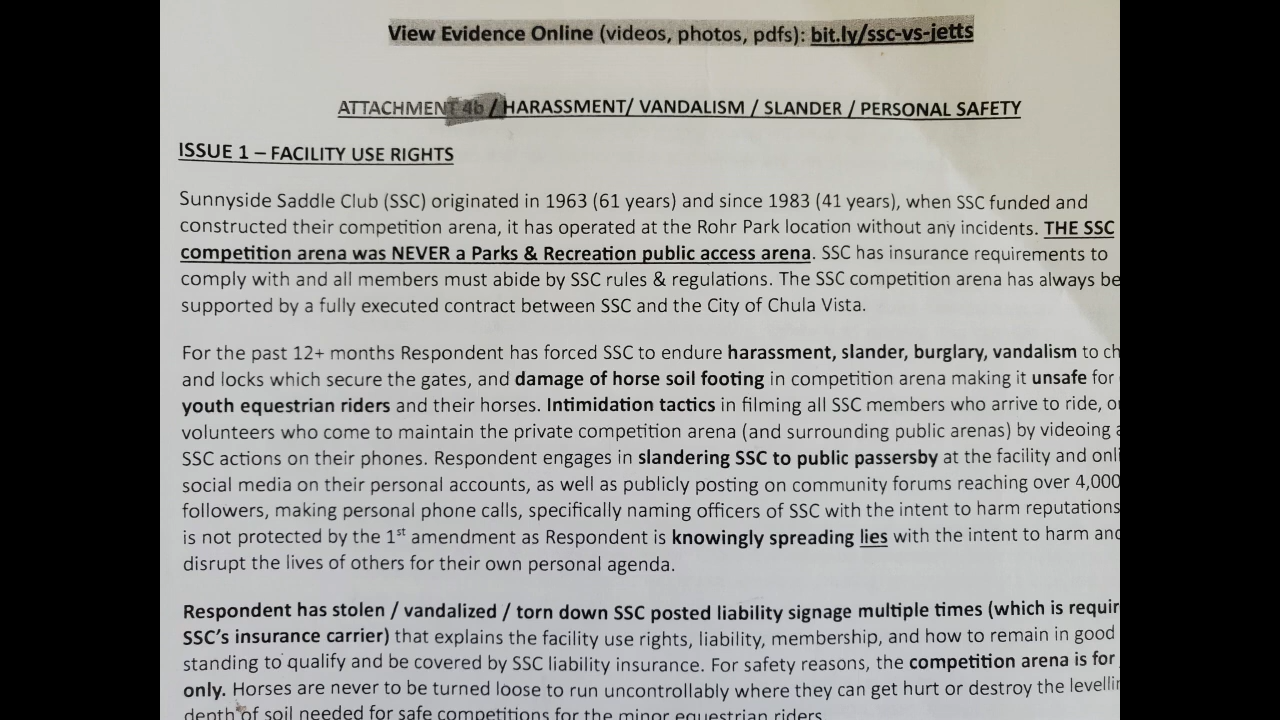 View Evidence Online (videos, photos, pdfs): bit.ly/ssc-vs-jetts
ATTACHMENT 4b / HARASSMENT/ VANDALISM / SLANDER / PERSONAL SAFETY
ISSUE 1 – FACILITY USE RIGHTS
Sunnyside Saddle Club (SSC) originated in 1963 (61 years) and since 1983 (41 years), when SSC funded and
constructed their competition arena, it has operated at the Rohr Park location without any incidents. THE SSC
competition arena was NEVER a Parks & Recreation public access arena. SSC has insurance requirements to
comply with and all members must abide by SSC rules & regulations. The SSC competition arena has always be
supported by a fully executed contract between SSC and the City of Chula Vista.
For the past 12+ months Respondent has forced SSC to endure harassment, slander, burglary, vandalism to ch
and locks which secure the gates, and damage of horse soil footing in competition arena making it unsafe for
youth equestrian riders and their horses. Intimidation tactics in filming all SSC members who arrive to ride, or
volunteers who come to maintain the private competition arena (and surrounding public arenas) by videoing a
SSC actions on their phones. Respondent engages in slandering SSC to public passersby at the facility and onli
social media on their personal accounts, as well as publicly posting on community forums reaching over 4,000
followers, making personal phone calls, specifically naming officers of SSC with the intent to harm reputations
is not protected by the 1st amendment as Respondent is knowingly spreading lies with the intent to harm and
disrupt the lives of others for their own personal agenda.
Respondent has stolen / vandalized / torn down SSC posted liability signage multiple times (which is requir
SSC's insurance carrier) that explains the facility use rights, liability, membership, and how to remain in good
standing to qualify and be covered by SSC liability insurance. For safety reasons, the competition arena is for
only. Horses are never to be turned loose to run uncontrollably where they can get hurt or destroy the levellin
depth of soil needed for safe competitions for the minor equestrian riders